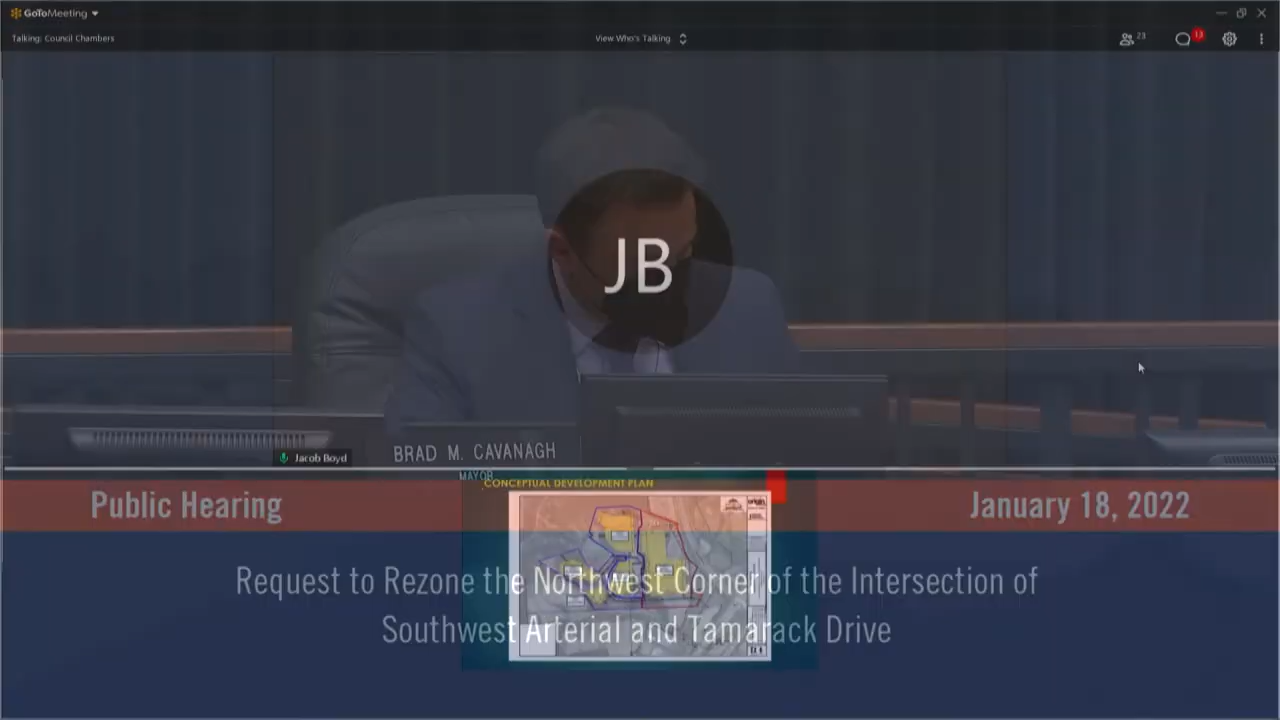 GoToMeeting
Talking: Council Chambers
View Who's Talking
23
13
JB
Jacob Boyd
BRAD M. CAVANAGH
MAYOR
CONCEPTUAL DEVELOPMENT PLAN
Public Hearing
January 18, 2022
Request to Rezone the Northwest Corner of the Intersection of
Southwest Arterial and Tamarack Drive